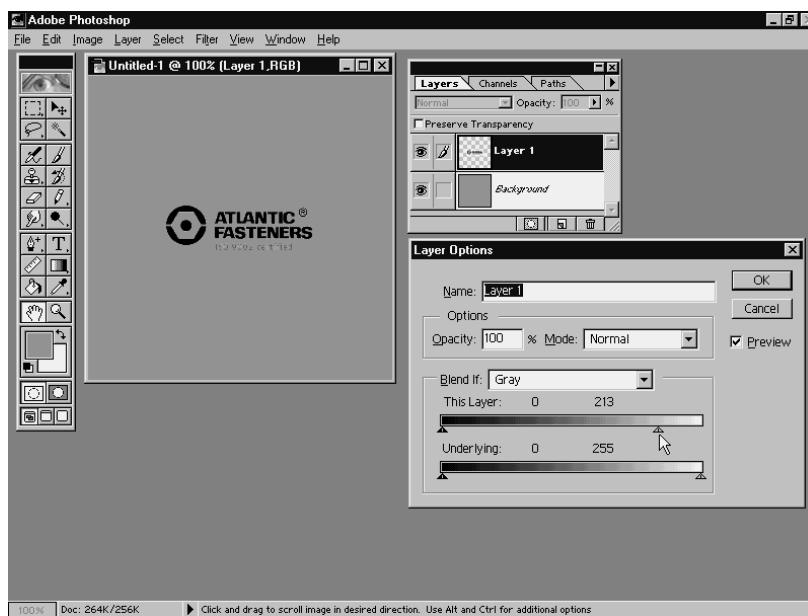 Adobe Photoshop
File Edit Image Layer Select Filter View Window Help
Untitled-1 @ 100% (Layer 1,RGB)
ATLANTIC ®
FASTENERS
ISO 9002 certified
Layers Channels Paths
Normal Opacity: 100 %
Preserve Transparency
Layer 1
Background
Layer Options
Name: Layer 1
OK
Cancel
Preview
Options
Opacity: 100 % Mode: Normal
Blend If: Gray
This Layer: 0 213
Underlying: 0 255
100% Doc: 264K/256K Click and drag to scroll image in desired direction. Use Alt and Ctrl for additional options